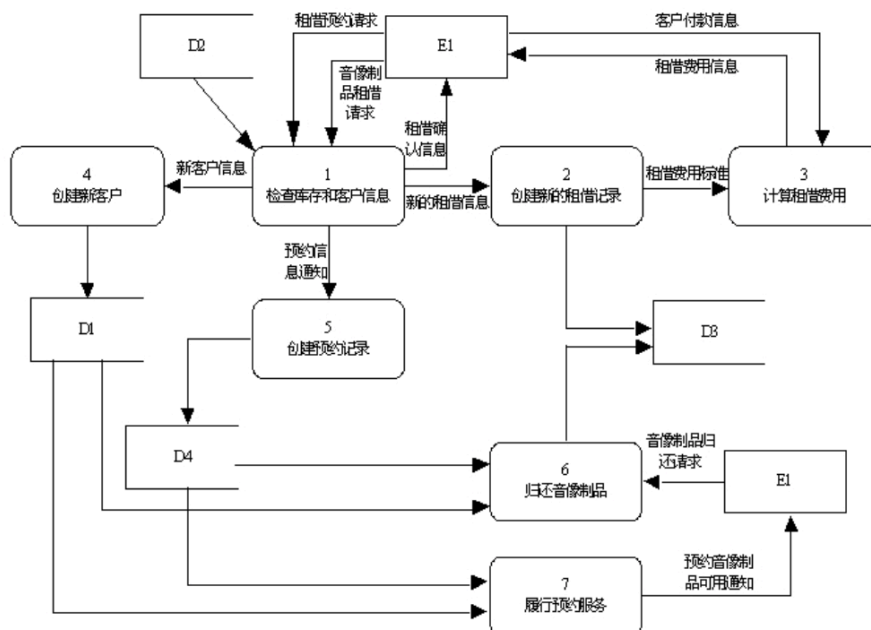 租借预约请求
客户付款信息
D2
E1
租借费用信息
音像制
品租借
请求
租借确
认信息
4
创建新客户
新客户信息
1
检查库存和客户信息
新的租借信息
2
创建新的租借记录
租借费用标准
3
计算租借费用
预约信
息通知
D1
5
创建预约记录
D3
D4
6
归还音像制品
音像制品归
还请求
E1
7
履行预约服务
预约音像制
品可用通知